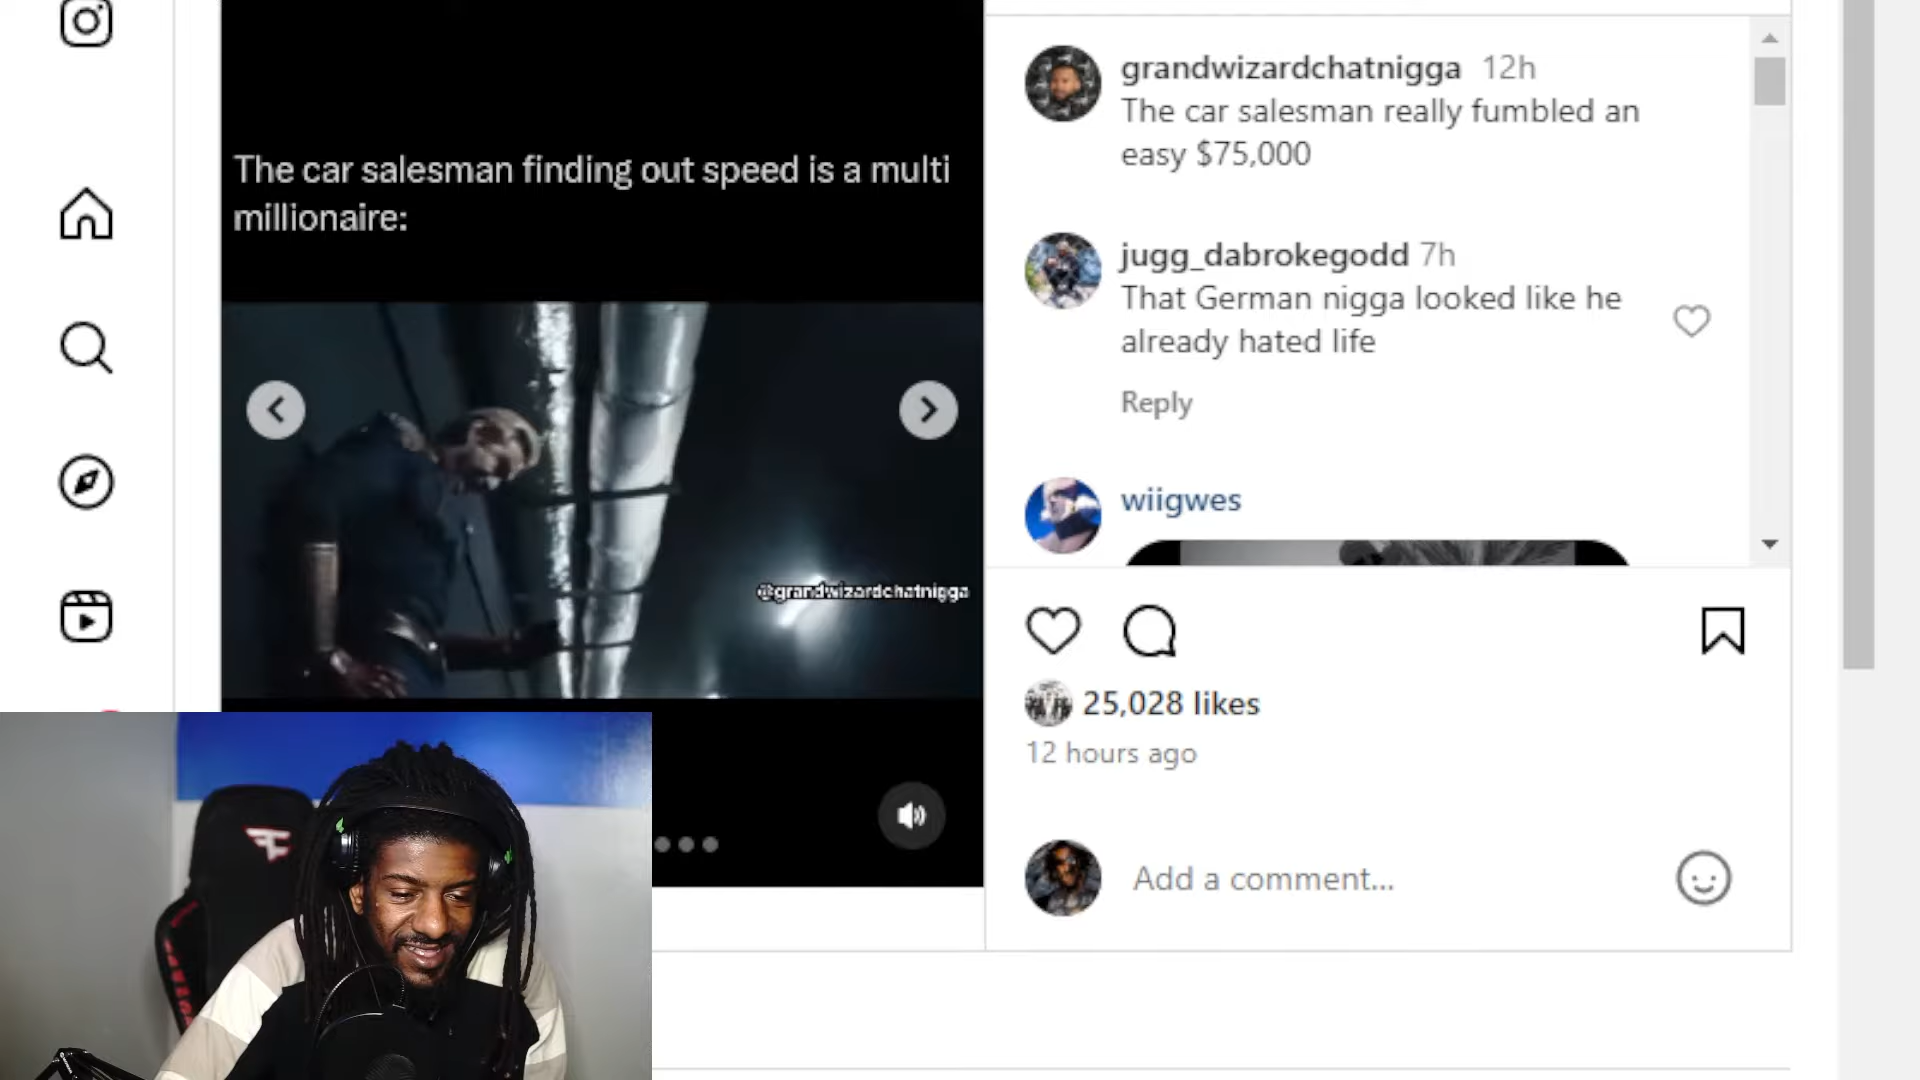 The car salesman finding out speed is a multi
millionaire:
@grandwizardchatnigga
grandwizardchatnigga 12h
The car salesman really fumbled an
easy $75,000
jugg_dabrokegodd 7h
That German nigga looked like he
already hated life
Reply
wiigwes
25,028 likes
12 hours ago
Add a comment...